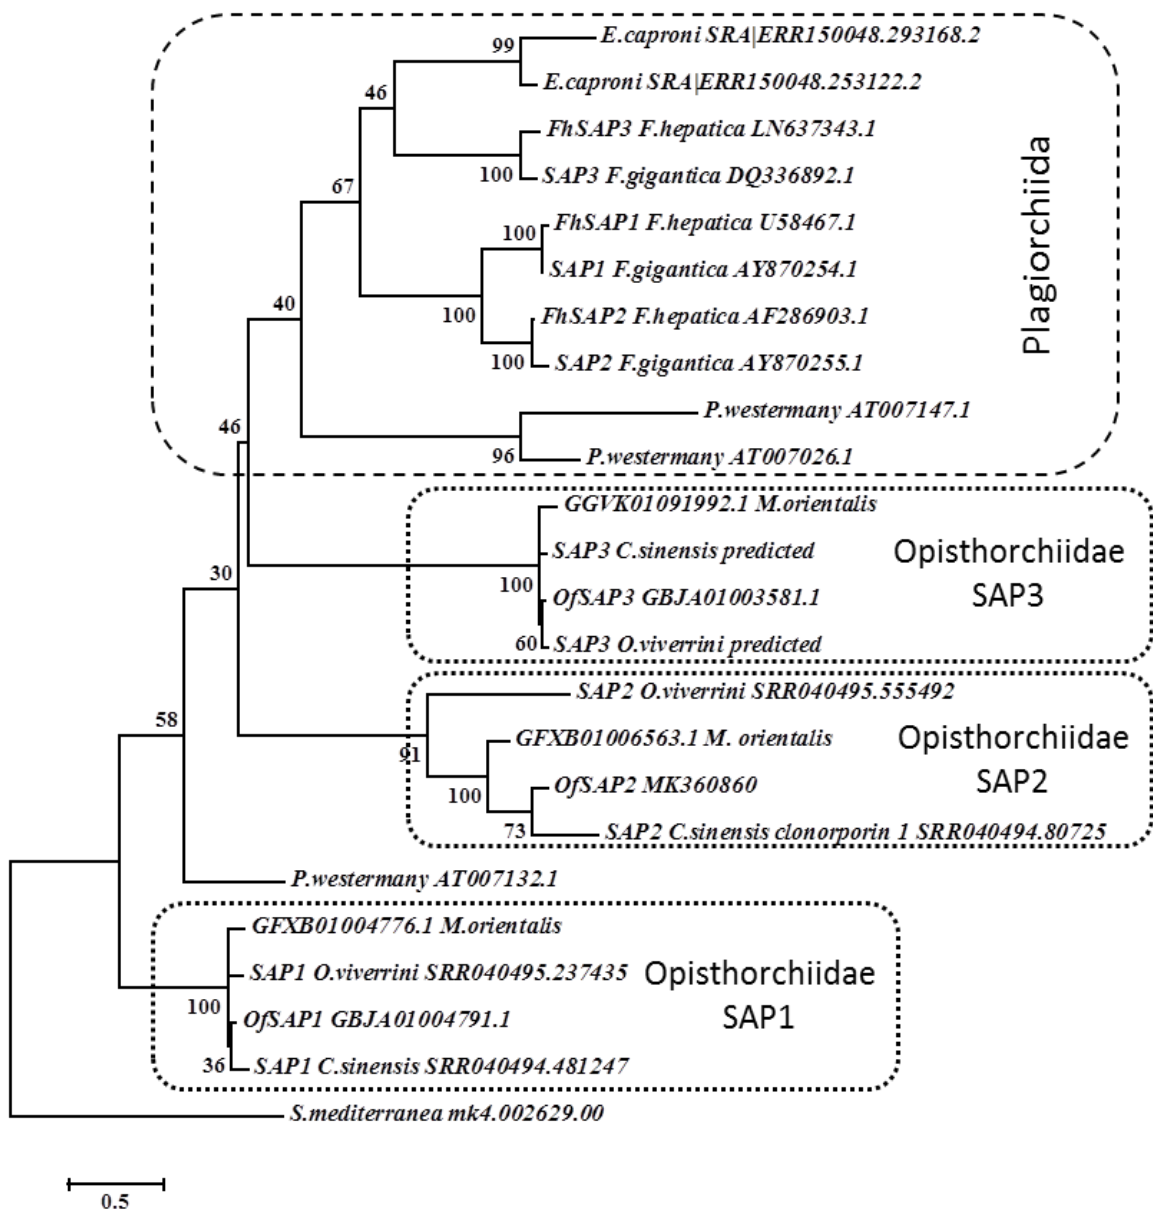 99
E.caproni SRA|ERR150048.293168.2
E.caproni SRA|ERR150048.253122.2
46
FhSAP3 F.hepatica LN637343.1
100
SAP3 F.gigantica DQ336892.1
67
FhSAP1 F.hepatica U58467.1
100
SAP1 F.gigantica AY870254.1
40
100
FhSAP2 F.hepatica AF286903.1
100
SAP2 F.gigantica AY870255.1
P.westermany AT007147.1
46
96
P.westermany AT007026.1
Plagiorchiida
GGVK01091992.1 M.orientalis
SAP3 C.sinensis predicted
30
100
OfSAP3 GBJA01003581.1
60
SAP3 O.viverrini predicted
Opisthorchiidae
SAP3
SAP2 O.viverrini SRR040495.555492
58
91
GFXB01006563.1 M. orientalis
100
OfSAP2 MK360860
73
SAP2 C.sinensis clonorporin 1 SRR040494.80725
Opisthorchiidae
SAP2
P.westermany AT007132.1
GFXB01004776.1 M.orientalis
SAP1 O.viverrini SRR040495.237435
100
OfSAP1 GBJA01004791.1
36
SAP1 C.sinensis SRR040494.481247
Opisthorchiidae
SAP1
S.mediterranea mk4.002629.00
0.5